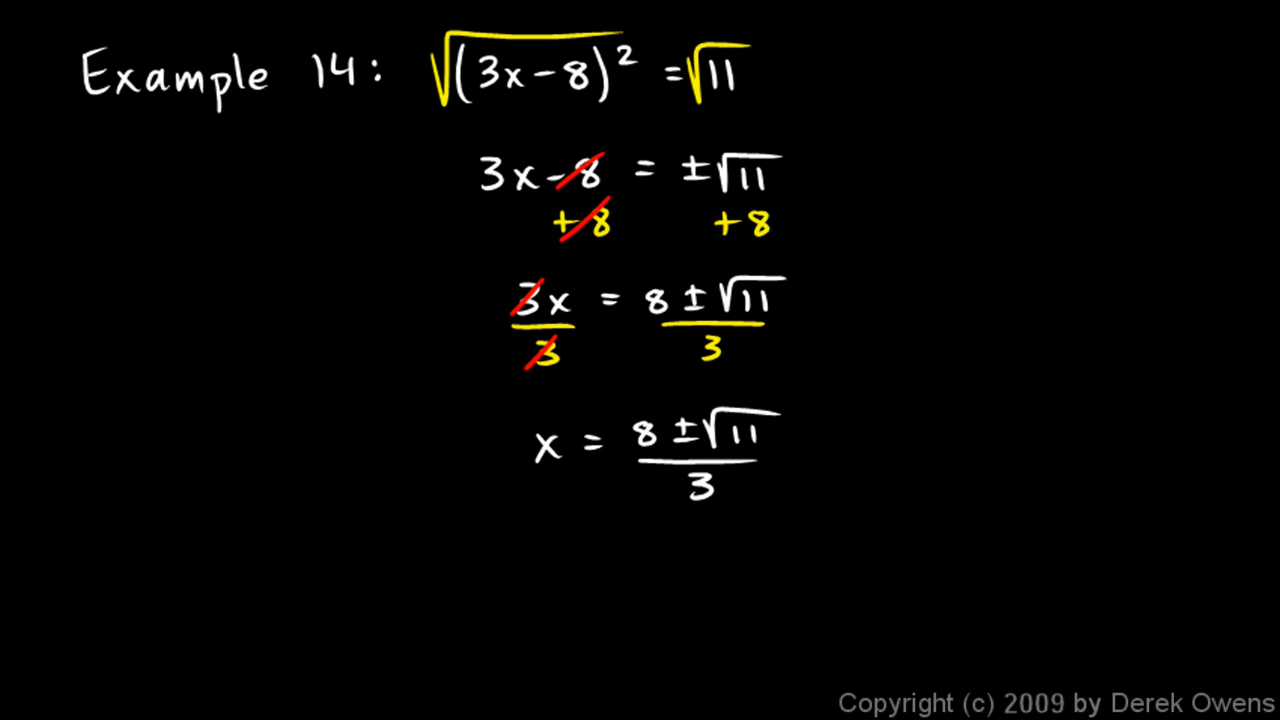 Example 14: √(3x-8)² = √11
3x-8 = ±√11
+8 +8
3x = 8 ±√11
3 3
x = 8 ±√11
3
Copyright (c) 2009 by Derek Owens